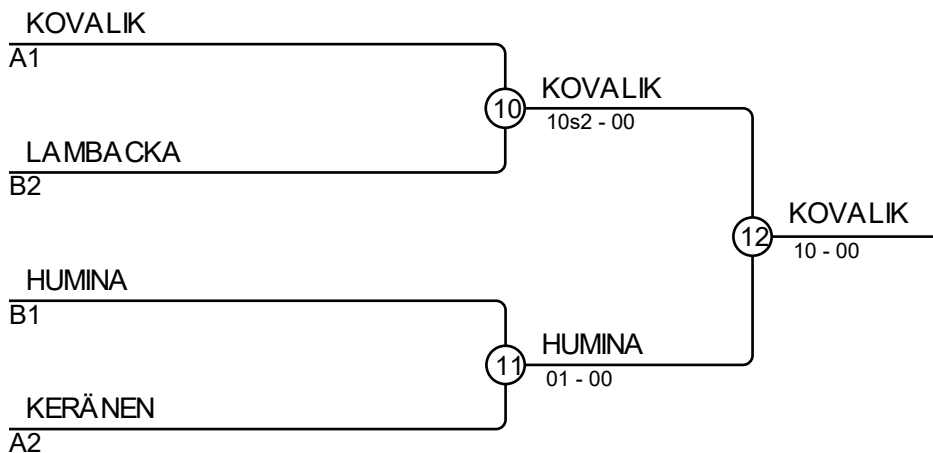 KOVALIK
A1
10
KOVALIK
10s2 - 00
LAMBACKA
B2
12
KOVALIK
10 - 00
HUMINA
B1
11
HUMINA
01 - 00
KERÄNEN
A2